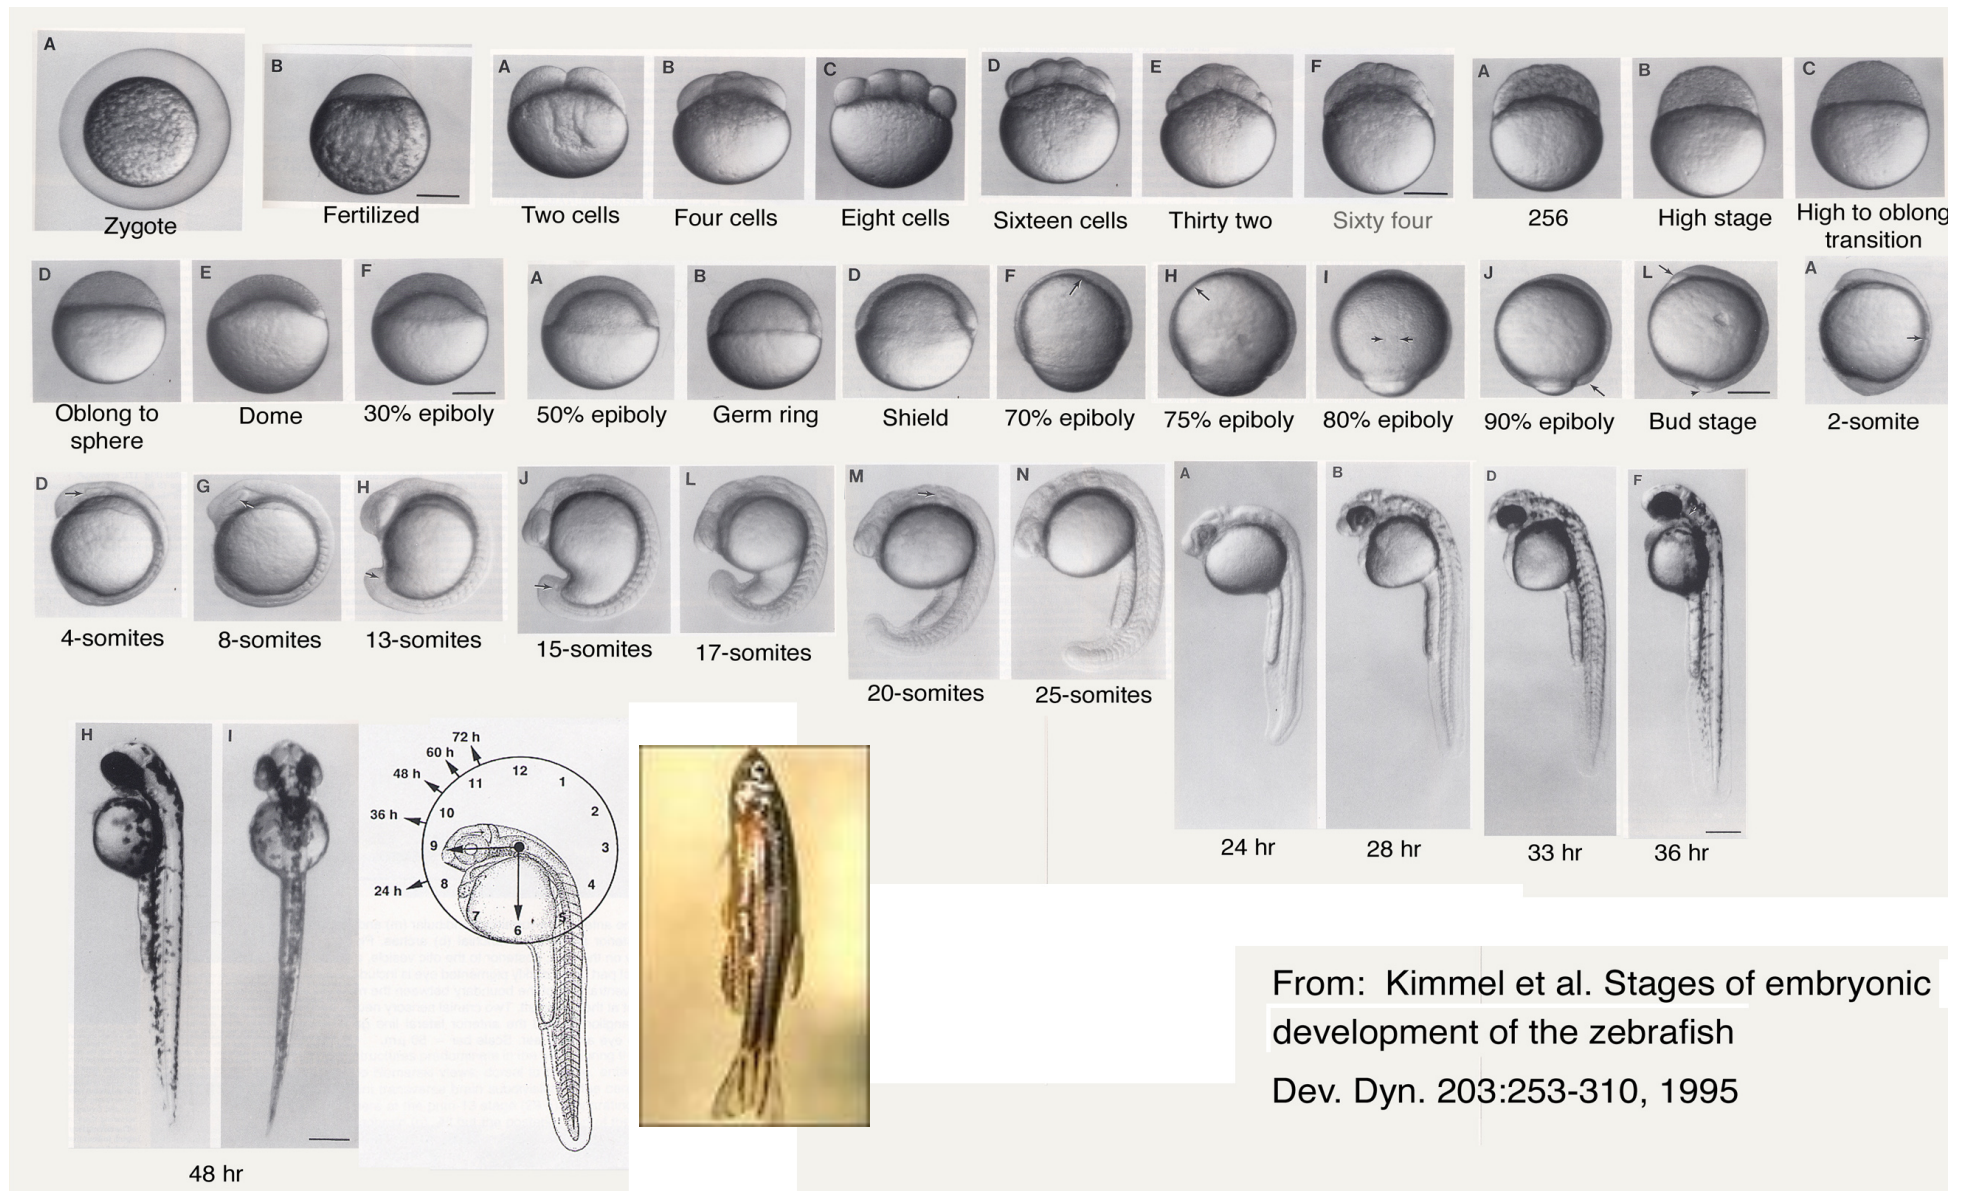 A
B
A
B
C
D
E
F
A
B
C
Zygote
Fertilized
Two cells
Four cells
Eight cells
Sixteen cells
Thirty two
Sixty four
256
High stage
High to oblong
transition
D
E
F
A
B
D
F
H
I
J
L
A
Oblong to
sphere
Dome
30% epiboly
50% epiboly
Germ ring
Shield
70% epiboly
75% epiboly
80% epiboly
90% epiboly
Bud stage
2-somite
D
G
H
J
L
M
N
A
B
D
F
4-somites
8-somites
13-somites
15-somites
17-somites
20-somites
25-somites
24 hr
28 hr
33 hr
36 hr
H
I
48 hr
72 h
60 h
48 h
36 h
24 h
12
1
2
3
4
5
6
7
8
9
10
11
From: Kimmel et al. Stages of embryonic
development of the zebrafish
Dev. Dyn. 203:253-310, 1995